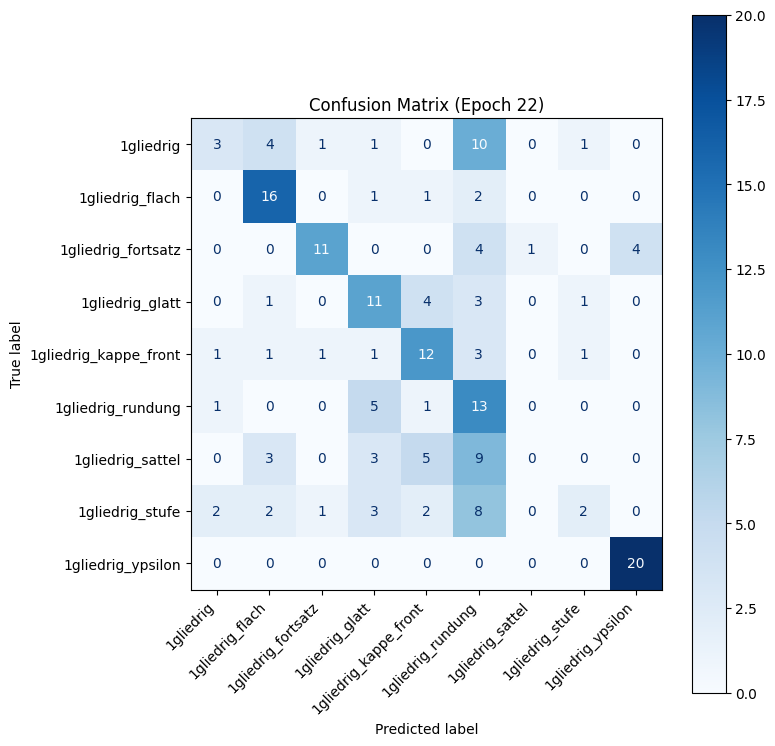 Confusion Matrix (Epoch 22)
True label
1gliedrig 3 4 1 1 0 10 0 1 0
1gliedrig_flach 0 16 0 1 1 2 0 0 0
1gliedrig_fortsatz 0 0 11 0 0 4 1 0 4
1gliedrig_glatt 0 1 0 11 4 3 0 1 0
1gliedrig_kappe_front 1 1 1 1 12 3 0 1 0
1gliedrig_rundung 1 0 0 5 1 13 0 0 0
1gliedrig_sattel 0 3 0 3 5 9 0 0 0
1gliedrig_stufe 2 2 1 3 2 8 0 2 0
1gliedrig_ypsilon 0 0 0 0 0 0 0 0 20
1gliedrig
1gliedrig_flach
1gliedrig_fortsatz
1gliedrig_glatt
1gliedrig_kappe_front
1gliedrig_rundung
1gliedrig_sattel
1gliedrig_stufe
1gliedrig_ypsilon
Predicted label
20.0
17.5
15.0
12.5
10.0
7.5
5.0
2.5
0.0